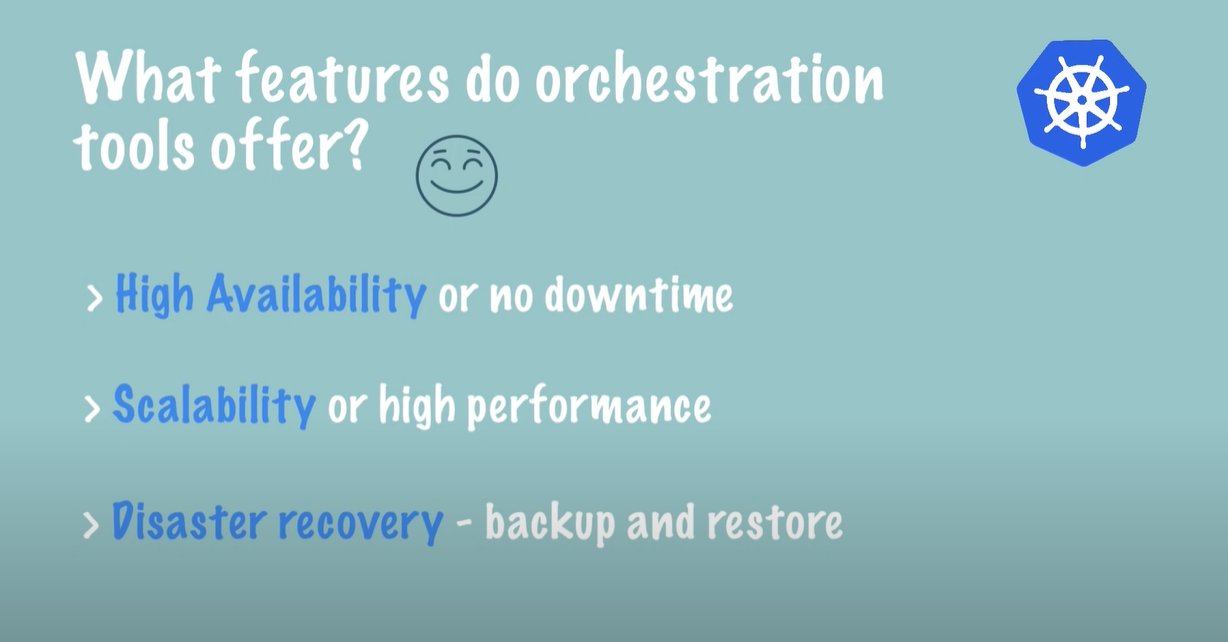 What features do orchestration
tools offer?
> High Availability or no downtime
> Scalability or high performance
> Disaster recovery - backup and restore